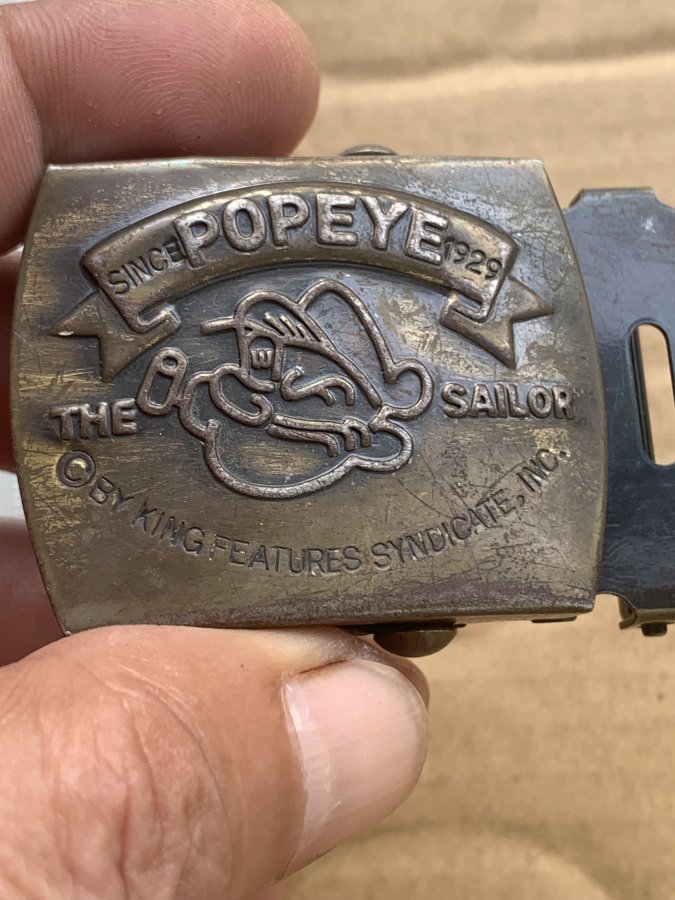 SINCE POPEYE 1929
THE SAILOR
© BY KING FEATURES SYNDICATE, INC.